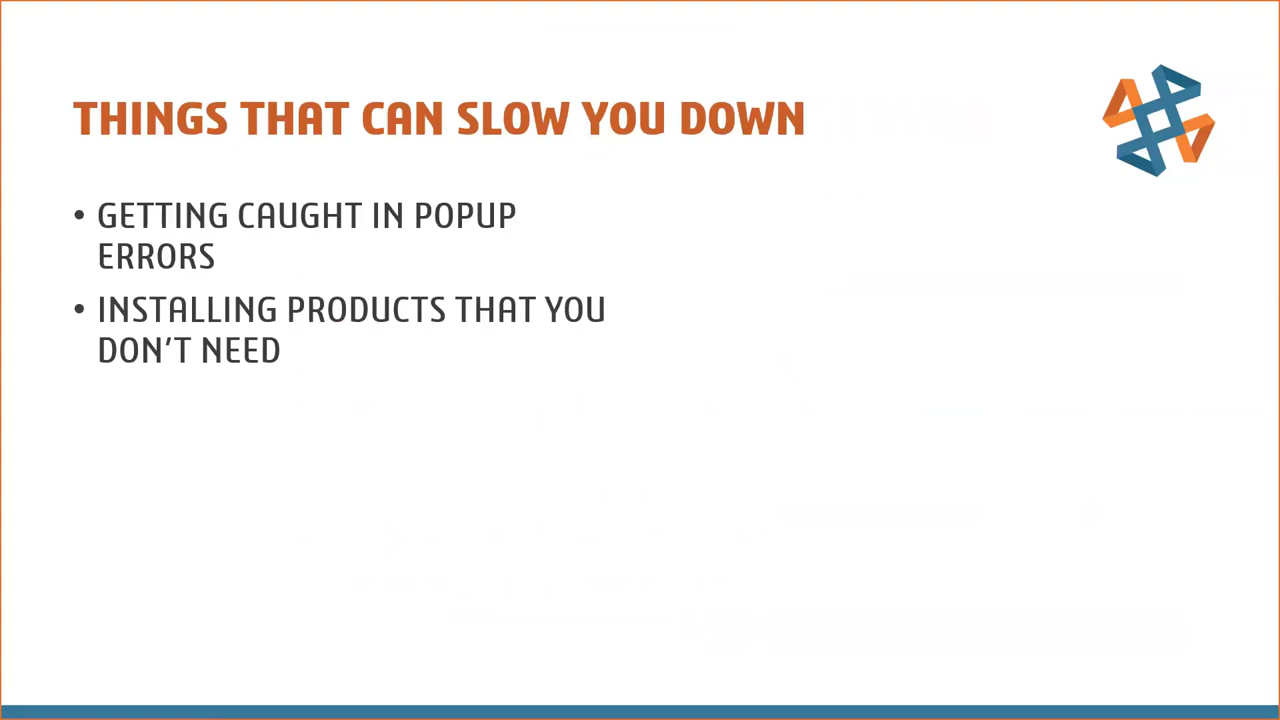 THINGS THAT CAN SLOW YOU DOWN
• GETTING CAUGHT IN POPUP
ERRORS
• INSTALLING PRODUCTS THAT YOU
DON'T NEED